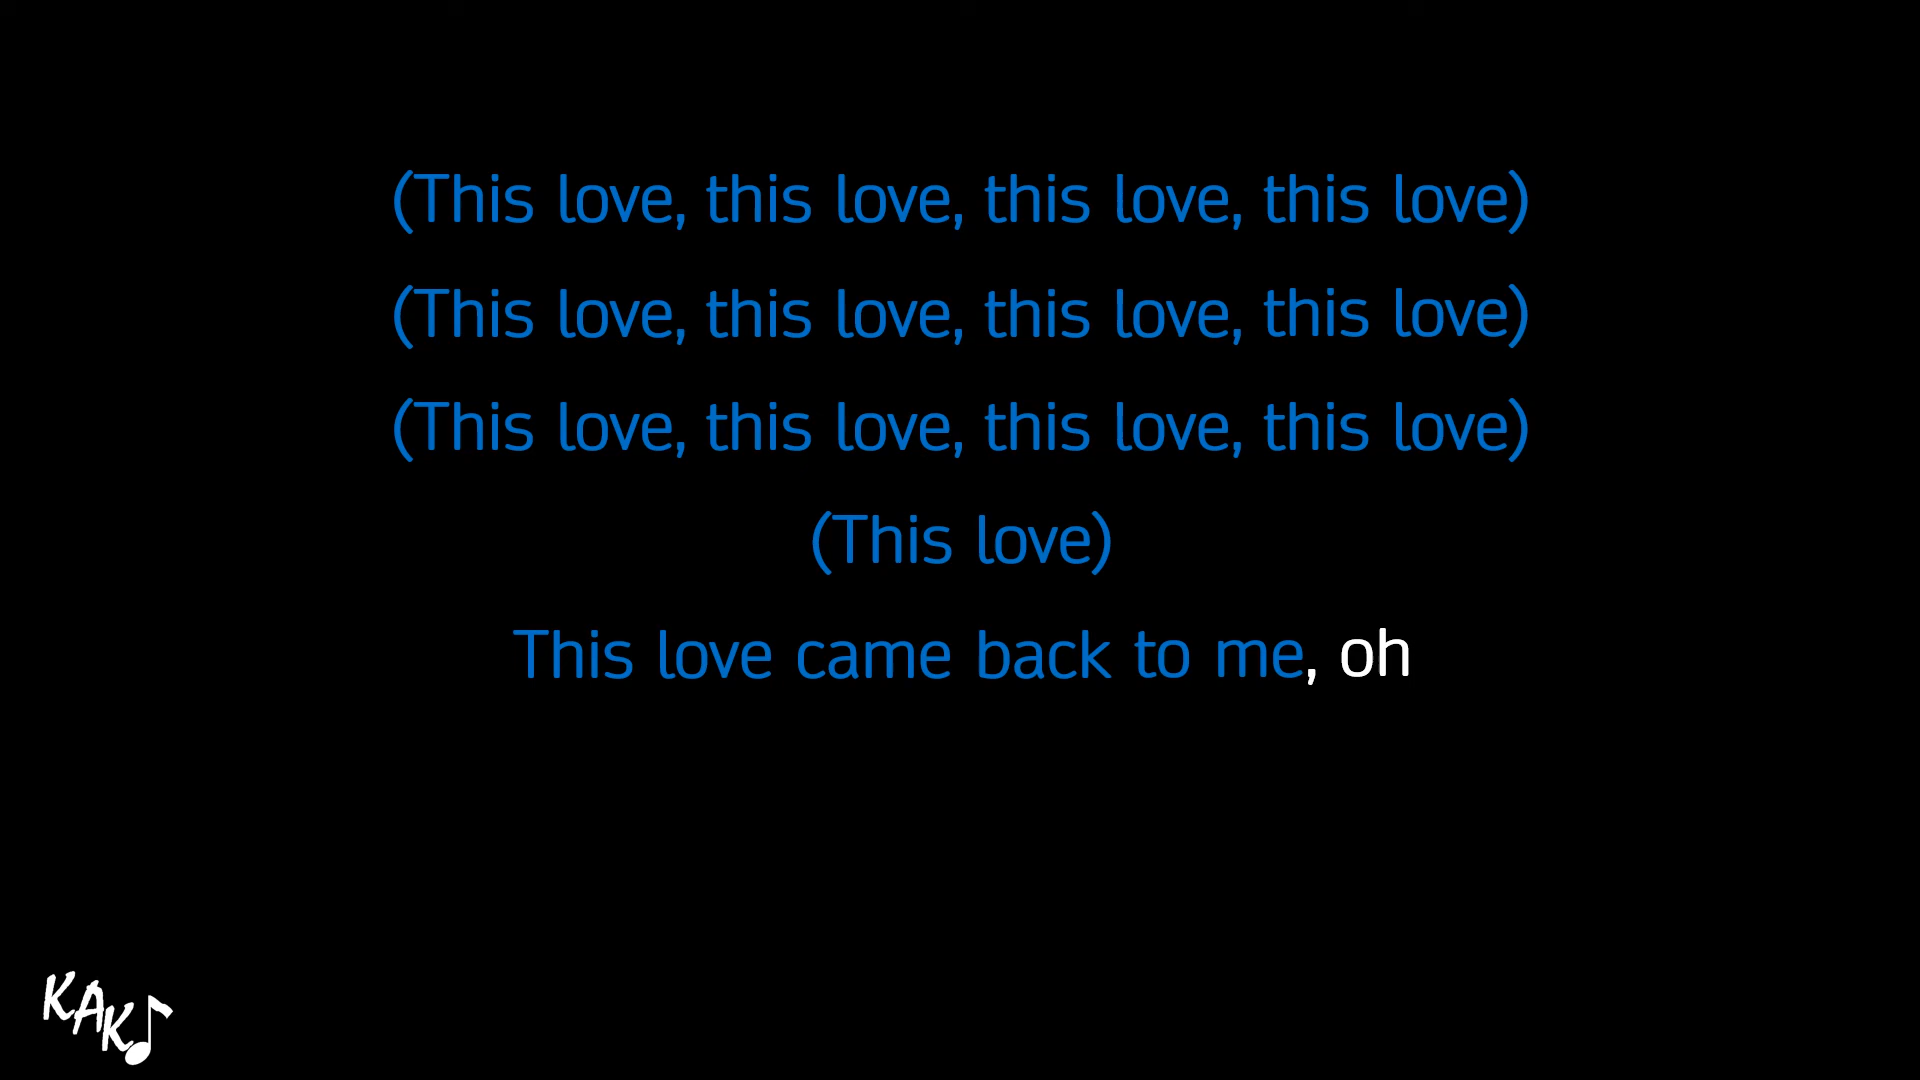 (This love, this love, this love, this love)
(This love, this love, this love, this love)
(This love, this love, this love, this love)
(This love)
This love came back to me, oh
KAK